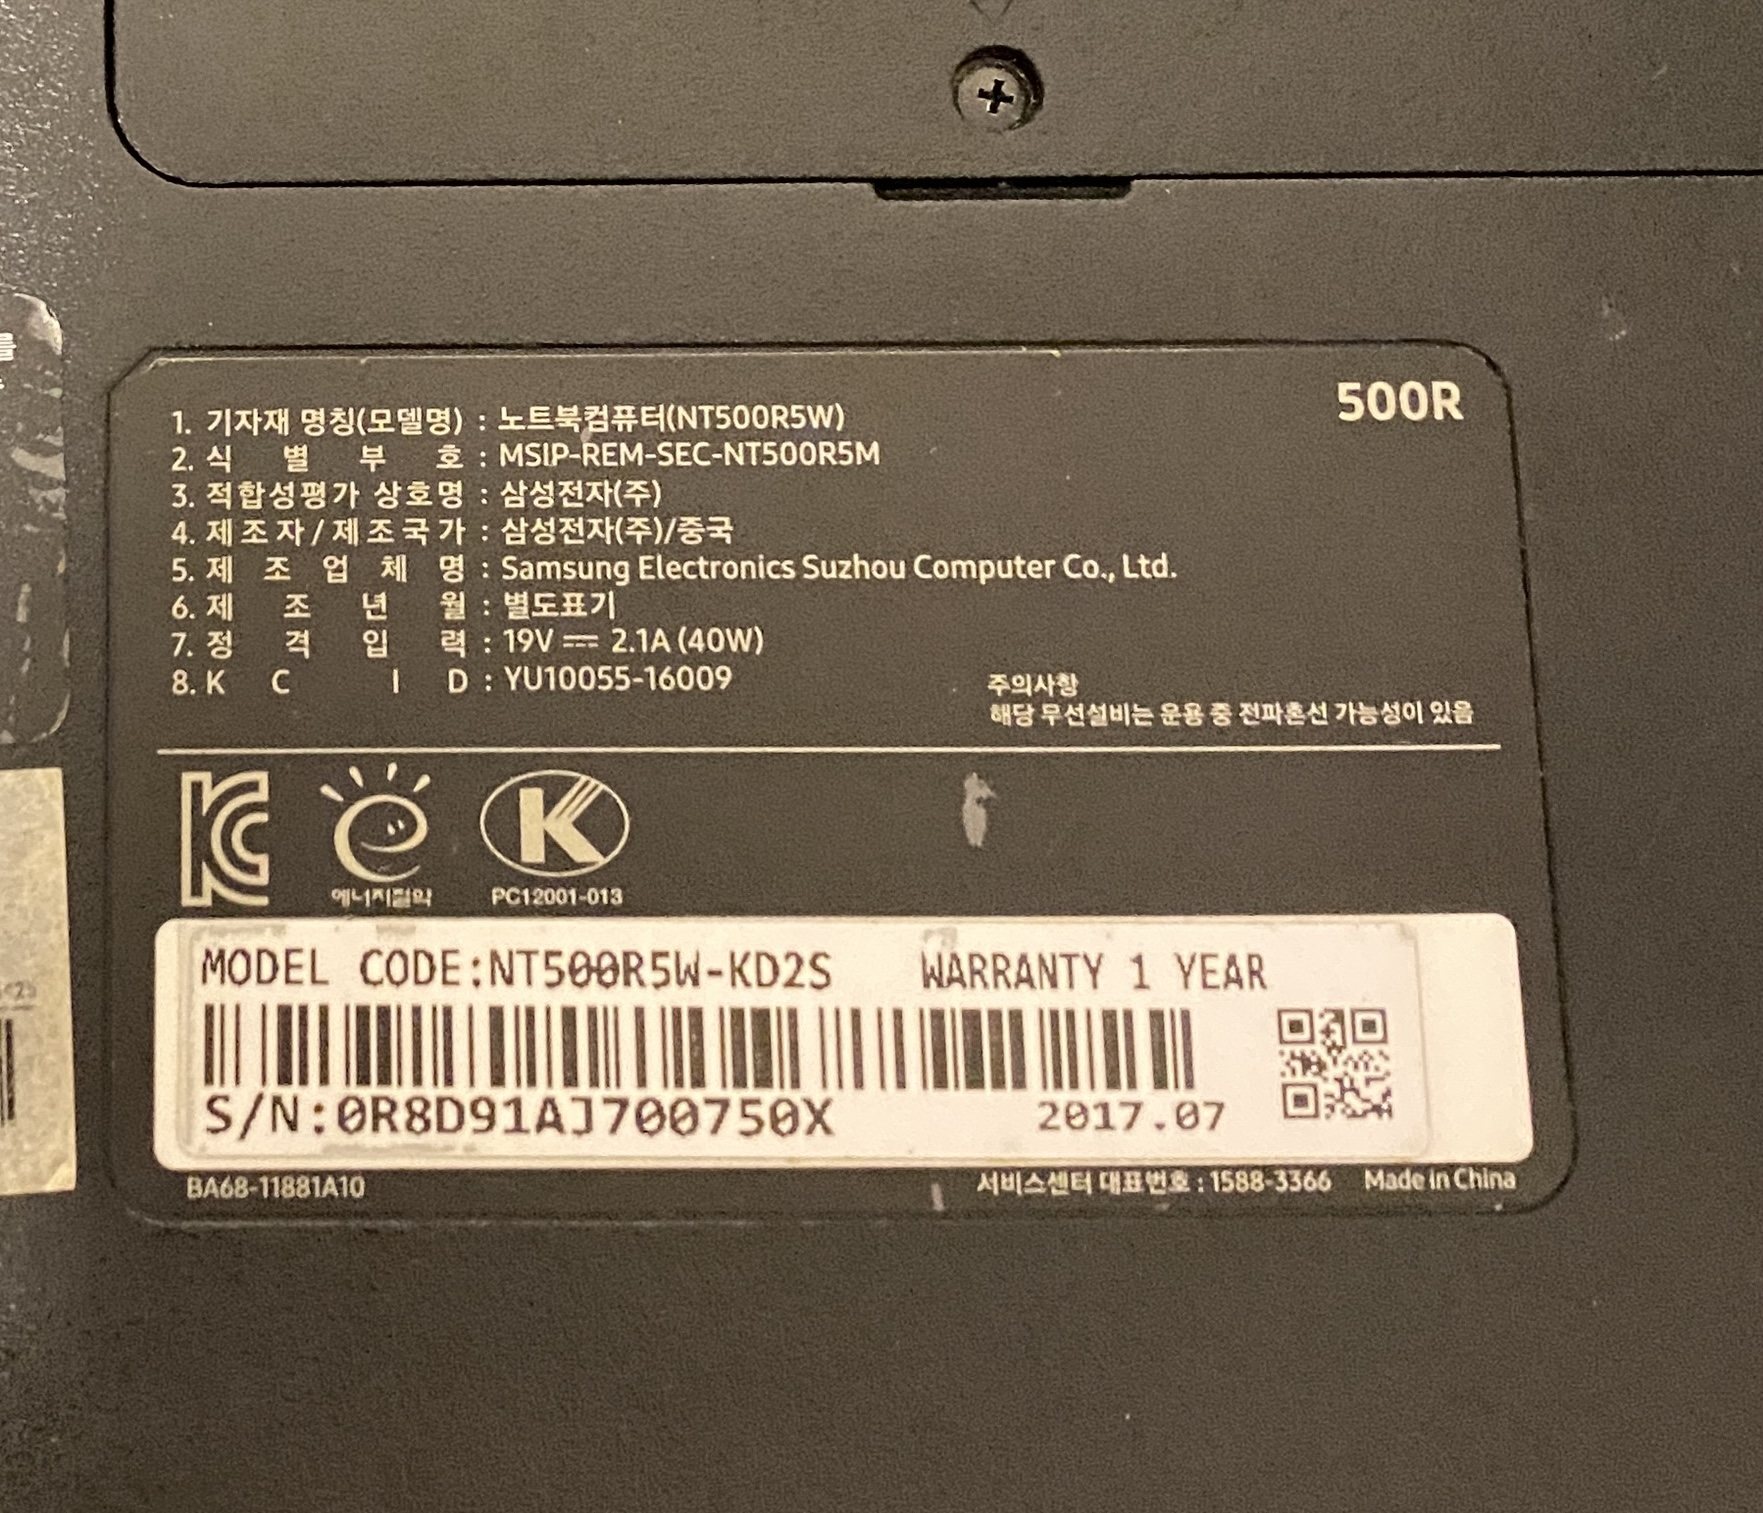 500R
1. 기자재 명칭(모델명) : 노트북컴퓨터(NT500R5W)
2. 식 별 부 호 : MSIP-REM-SEC-NT500R5M
3. 적합성평가 상호명 : 삼성전자(주)
4. 제조자/제조국가 : 삼성전자(주)/중국
5. 제 조 업 체 명 : Samsung Electronics Suzhou Computer Co., Ltd.
6. 제 조 년 월 : 별도표기
7. 정 격 입 력 : 19V ⎓ 2.1A (40W)
8. K C I D : YU10055-16009
주의사항
해당 무선설비는 운용 중 전파혼선 가능성이 있음
에너지절약
K
PC12001-013
MODEL CODE:NT500R5W-KD2S WARRANTY 1 YEAR
S/N:0R8D91AJ700750X 2017.07
BA68-11881A10 서비스센터 대표번호 : 1588-3366 Made in China